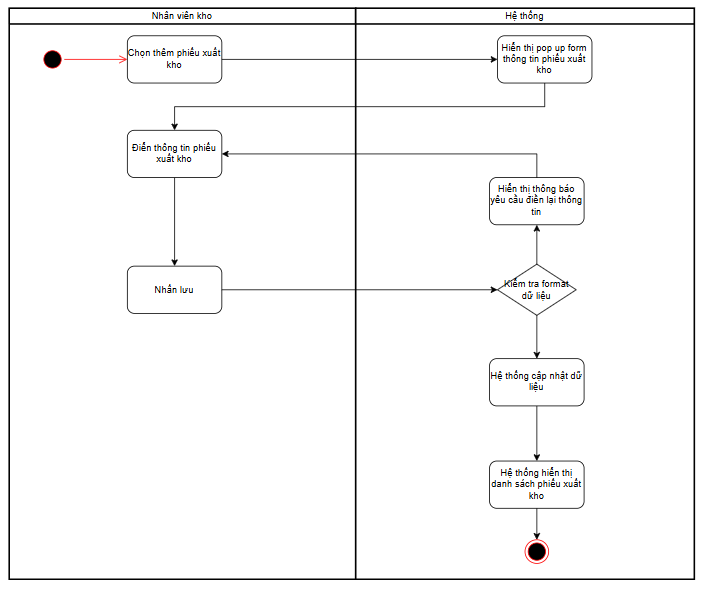 Nhân viên kho
Hệ thống
Chọn thêm phiếu xuất
kho
Hiển thị pop up form
thông tin phiếu xuất
kho
Điền thông tin phiếu
xuất kho
Hiển thị thông báo
yêu cầu điền lại thông
tin
Nhấn lưu
Kiểm tra format
dữ liệu
Hệ thống cập nhật dữ
liệu
Hệ thống hiển thị
danh sách phiếu xuất
kho